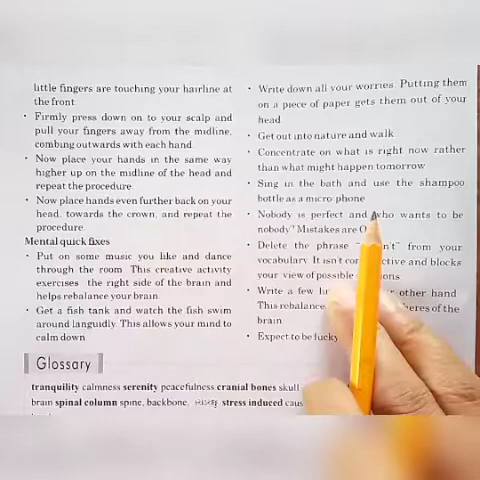 little fingers are touching your hairline at
the front.
• Firmly press down on to your scalp and
pull your fingers away from the midline,
combing outwards with each hand.
• Now place your hands in the same way
higher up on the midline of the head and
repeat the procedure.
• Now place hands even further back on your
head, towards the crown, and repeat the
procedure.
Mental quick fixes
• Put on some music you like and dance
through the room. This creative activity
exercises the right side of the brain and
helps rebalance your brain.
• Get a fish tank and watch the fish swim
around languidly. This allows your mind to
calm down.
• Write down all your worries. Putting them
on a piece of paper gets them out of your
head.
• Get out into nature and walk
• Concentrate on what is right now rather
than what might happen tomorrow
• Sing in the bath and use the shampoo
bottle as a micro phone
• Nobody is perfect and who wants to be
nobody" Mistakes are
• Delete the phrase from your
vocabulary. It isn't and blocks
your view of possible
• Write a few other hand
This of the
brain
• Expect to be lucky
Glossary
tranquility calmness serenity peacefulness cranial bones skull
brain spinal column spine, backbone, stress induced